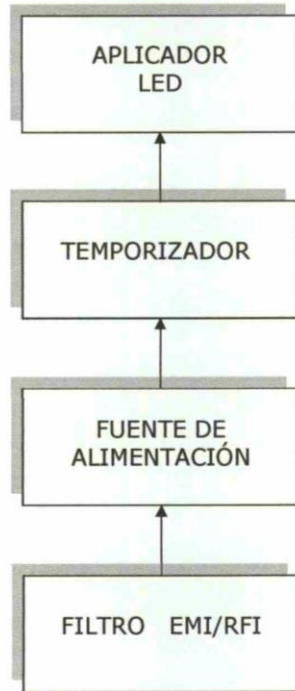 APLICADOR
LED
TEMPORIZADOR
FUENTE DE
ALIMENTACIÓN
FILTRO EMI/RFI